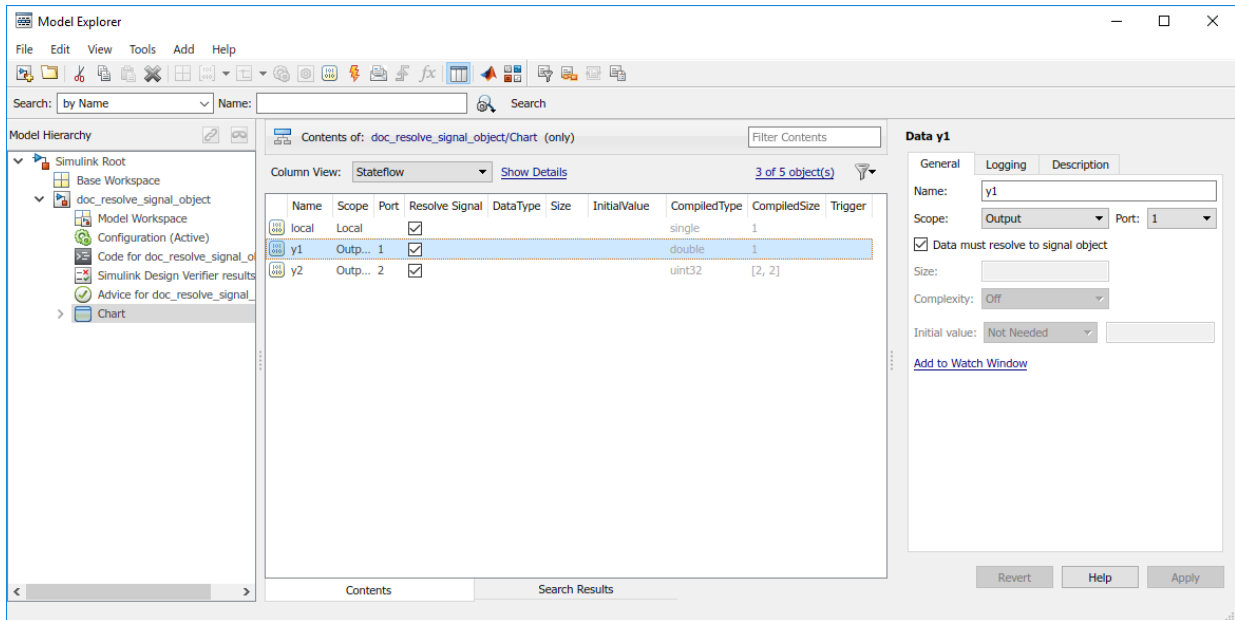 Model Explorer
File Edit View Tools Add Help
fx
Search: by Name Name: Search
Model Hierarchy
Simulink Root
Base Workspace
doc_resolve_signal_object
Model Workspace
Configuration (Active)
Code for doc_resolve_signal_ol
Simulink Design Verifier results
Advice for doc_resolve_signal_
Chart
Contents of: doc_resolve_signal_object/Chart (only) Filter Contents
Column View: Stateflow Show Details 3 of 5 object(s)
Name Scope Port Resolve Signal DataType Size InitialValue CompiledType CompiledSize Trigger
local Local single 1
y1 Outp... 1 double 1
y2 Outp... 2 uint32 [2, 2]
Contents Search Results
Data y1
General Logging Description
Name: y1
Scope: Output Port: 1
Data must resolve to signal object
Size:
Complexity: Off
Initial value: Not Needed
Add to Watch Window
Revert Help Apply